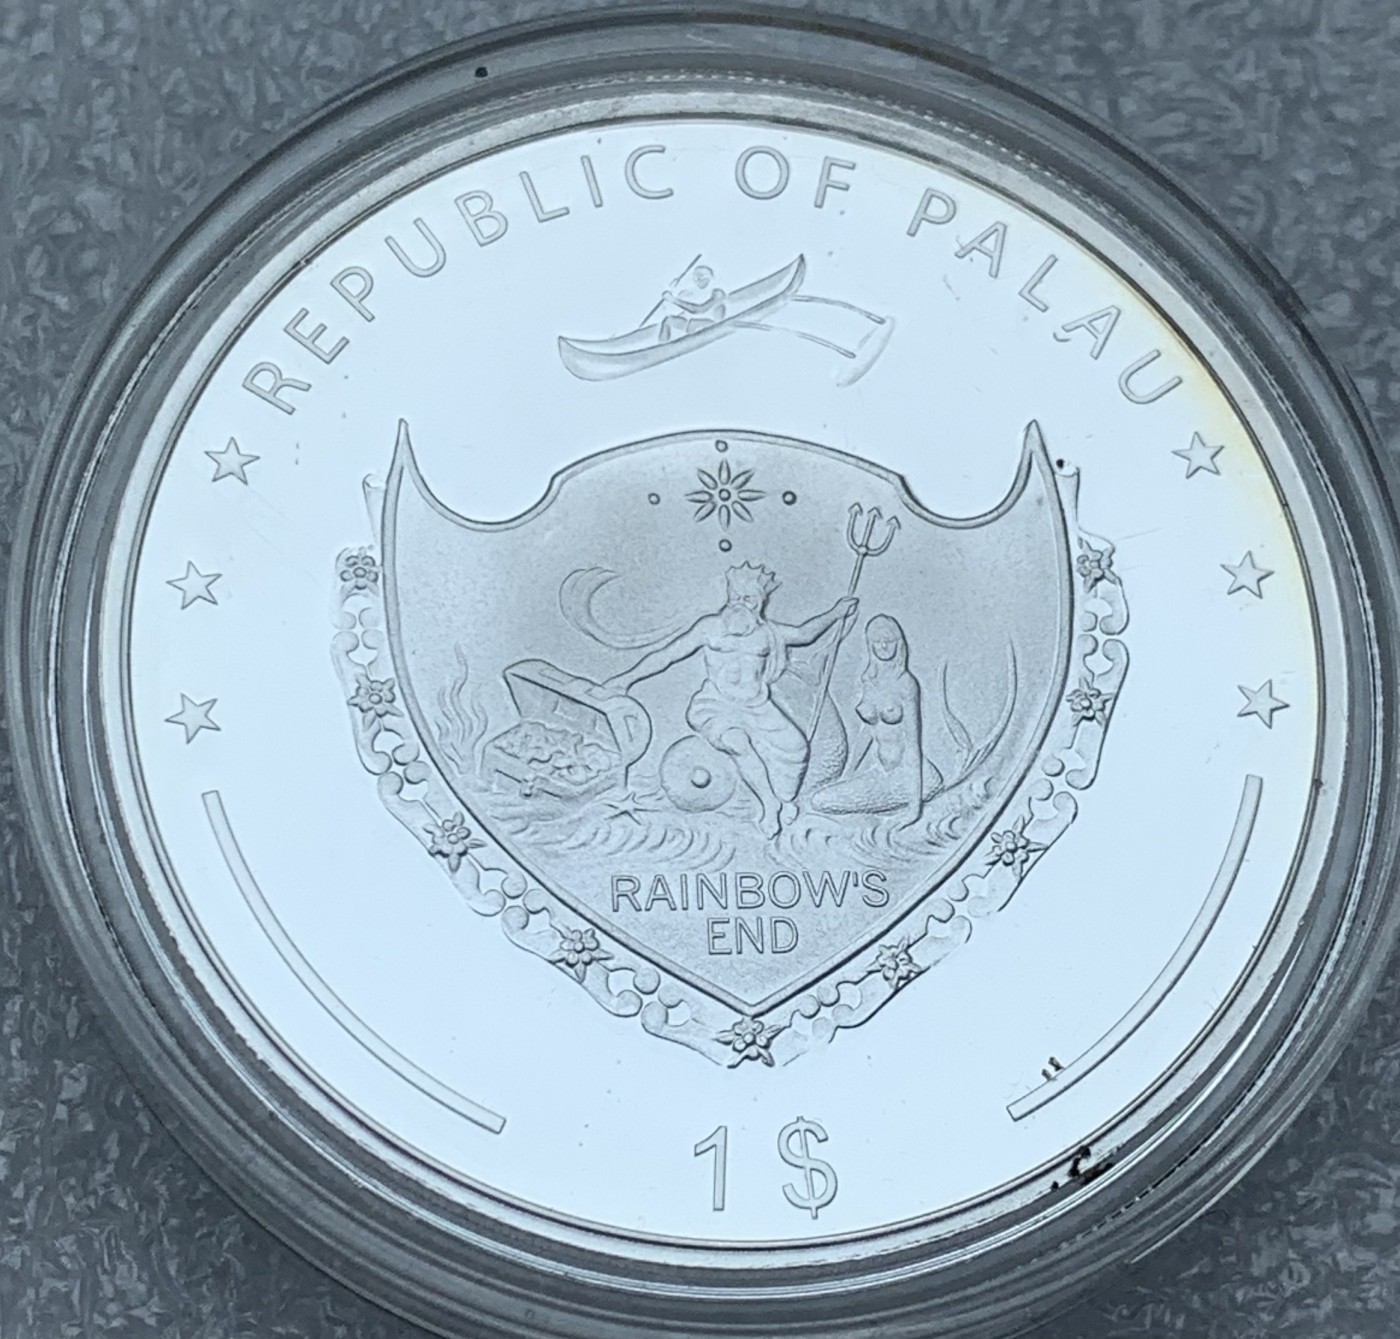 REPUBLIC OF PALAU
RAINBOW'S
END
1 $